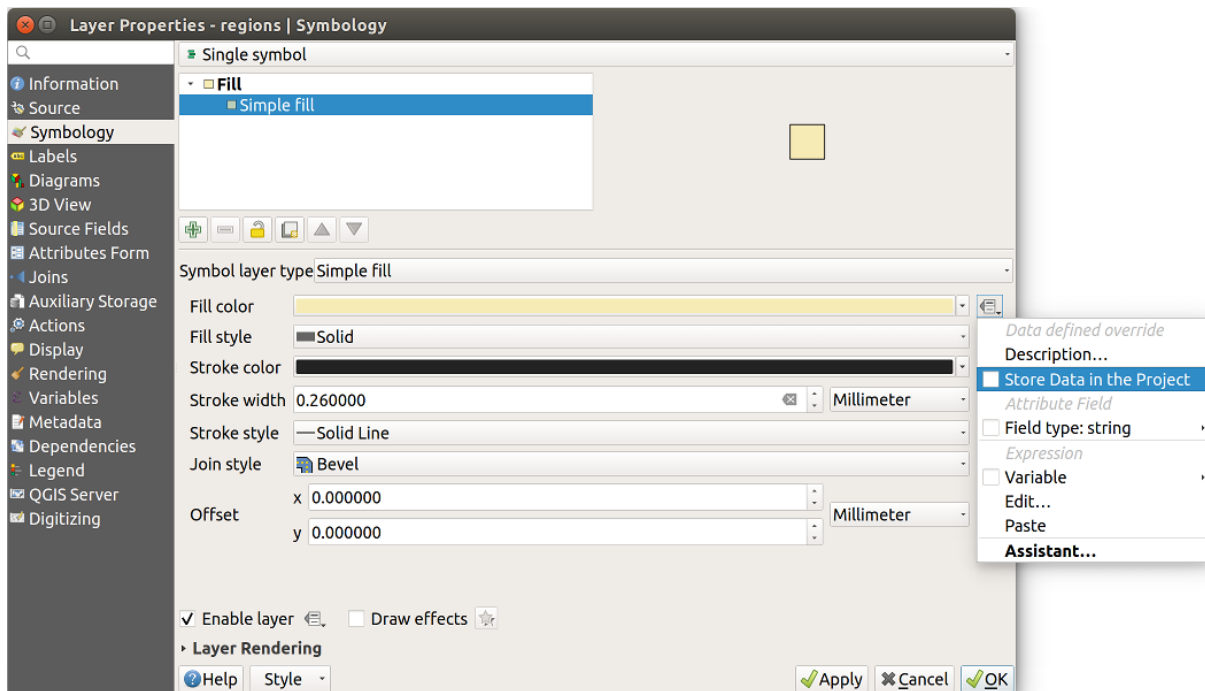 Layer Properties - regions | Symbology
Information
Source
Symbology
Labels
Diagrams
3D View
Source Fields
Attributes Form
Joins
Auxiliary Storage
Actions
Display
Rendering
Variables
Metadata
Dependencies
Legend
QGIS Server
Digitizing
Single symbol
Fill
Simple fill
Symbol layer type Simple fill
Fill color
Fill style Solid
Stroke color
Stroke width 0.260000 Millimeter
Stroke style Solid Line
Join style Bevel
Offset
x 0.000000
y 0.000000
Millimeter
Enable layer Draw effects
Layer Rendering
Help Style Apply Cancel OK
Data defined override
Description...
Store Data in the Project
Attribute Field
Field type: string
Expression
Variable
Edit...
Paste
Assistant...